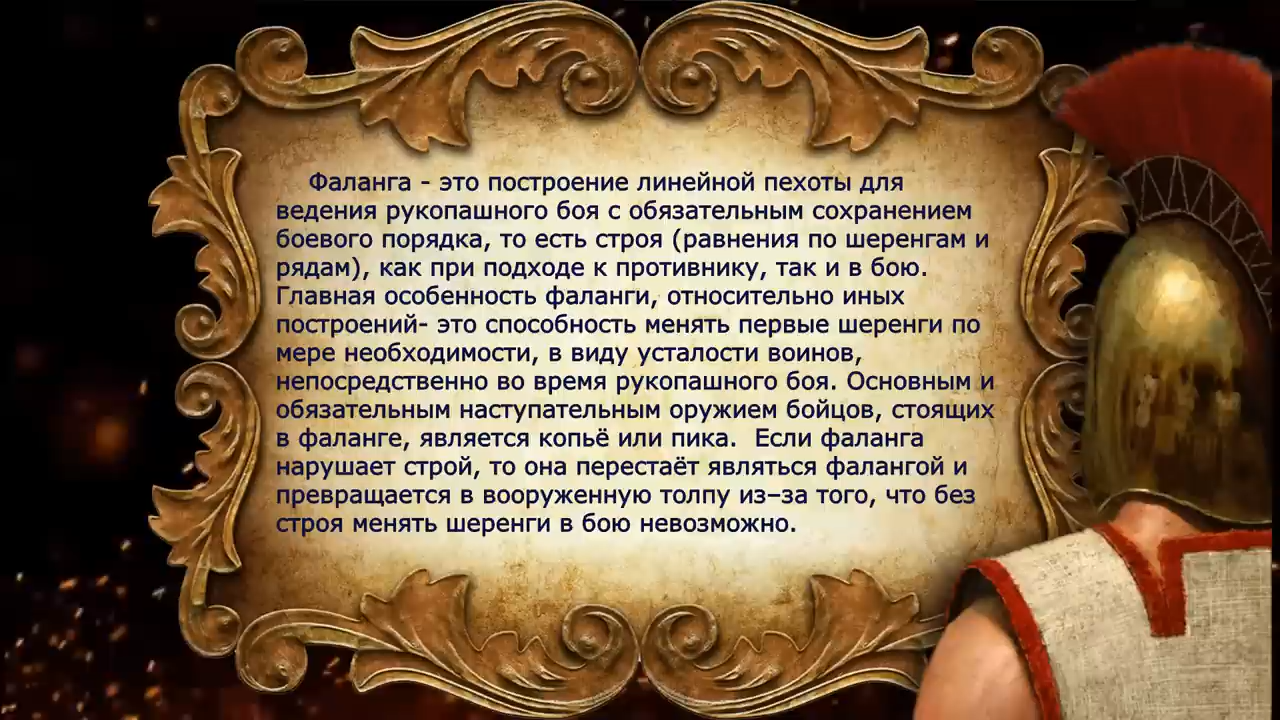 Фаланга - это построение линейной пехоты для
ведения рукопашного боя с обязательным сохранением
боевого порядка, то есть строя (равнения по шеренгам и
рядам), как при подходе к противнику, так и в бою.
Главная особенность фаланги, относительно иных
построений- это способность менять первые шеренги по
мере необходимости, в виду усталости воинов,
непосредственно во время рукопашного боя. Основным и
обязательным наступательным оружием бойцов, стоящих
в фаланге, является копьё или пика.  Если фаланга
нарушает строй, то она перестаёт являться фалангой и
превращается в вооруженную толпу из–за того, что без
строя менять шеренги в бою невозможно.